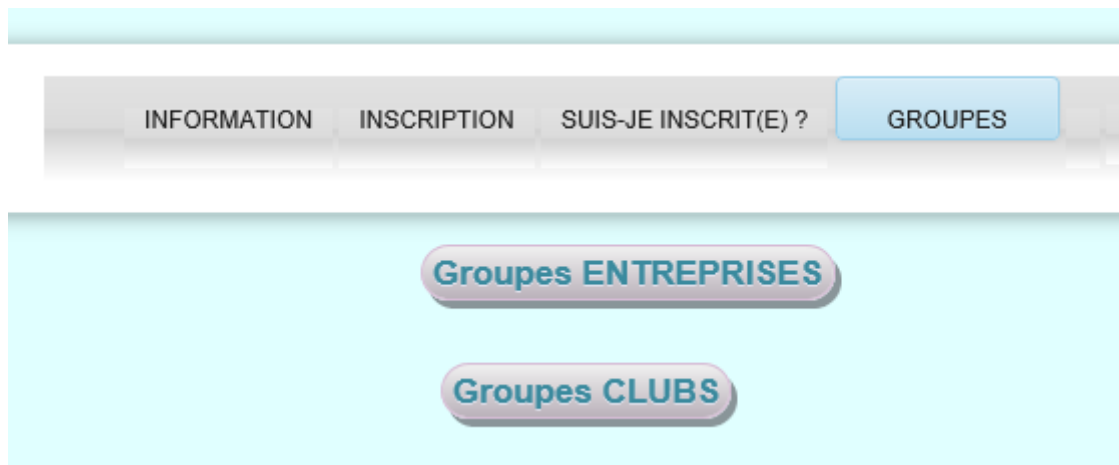 INFORMATION INSCRIPTION SUIS-JE INSCRIT(E) ? GROUPES
Groupes ENTREPRISES
Groupes CLUBS